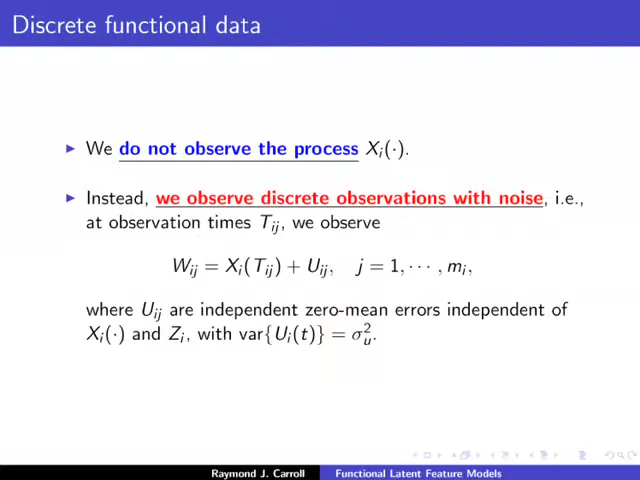 Discrete functional data
We do not observe the process X_i(·).
Instead, we observe discrete observations with noise, i.e.,
at observation times T_ij, we observe
W_ij = X_i(T_ij) + U_ij,   j = 1, ··· , m_i,
where U_ij are independent zero-mean errors independent of
X_i(·) and Z_i, with var{U_i(t)} = σ_u^2.
Raymond J. Carroll   Functional Latent Feature Models